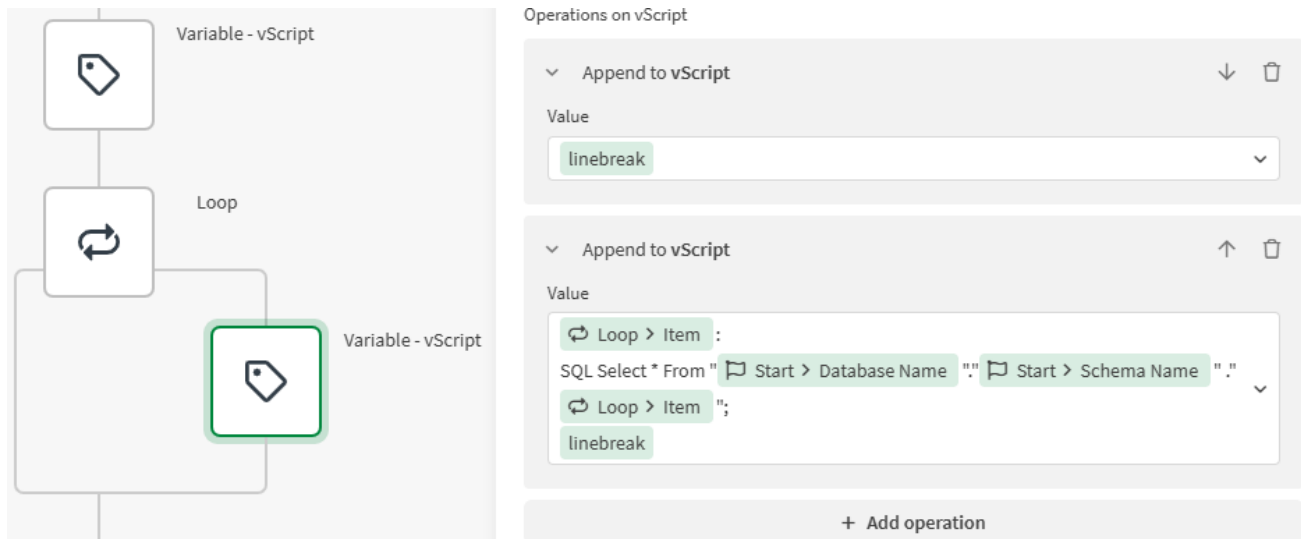 Variable - vScript
Loop
Variable - vScript
Operations on vScript
Append to vScript
Value
linebreak
Append to vScript
Value
Loop > Item :
SQL Select * From " Start > Database Name "." Start > Schema Name " ."
Loop > Item ";
linebreak
+ Add operation